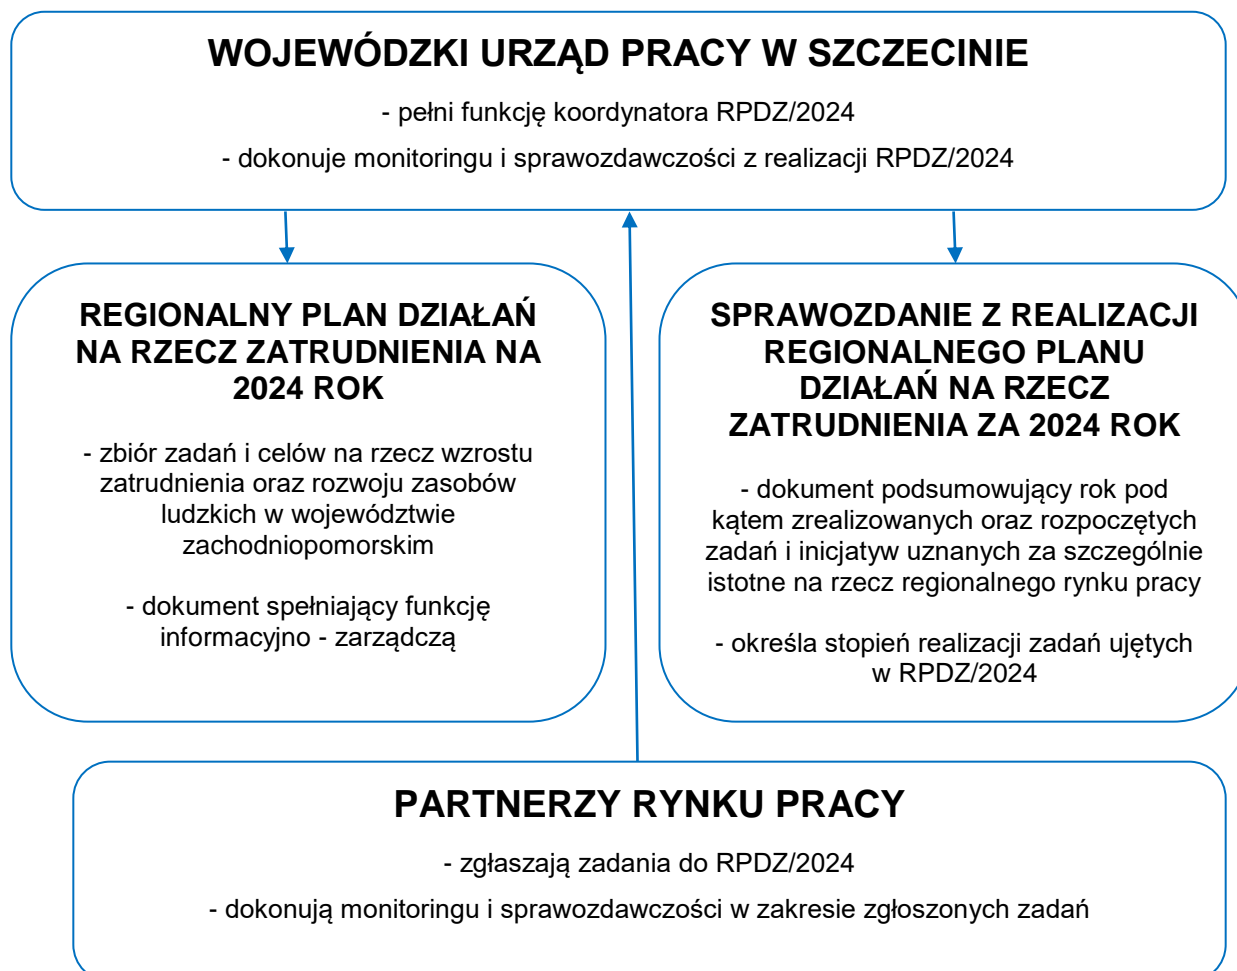 WOJEWÓDZKI URZĄD PRACY W SZCZECINIE
- pełni funkcję koordynatora RPDZ/2024
- dokonuje monitoringu i sprawozdawczości z realizacji RPDZ/2024
REGIONALNY PLAN DZIAŁAŃ
NA RZECZ ZATRUDNIENIA NA
2024 ROK
- zbiór zadań i celów na rzecz wzrostu
zatrudnienia oraz rozwoju zasobów
ludzkich w województwie
zachodniopomorskim
- dokument spełniający funkcję
informacyjno - zarządczą
SPRAWOZDANIE Z REALIZACJI
REGIONALNEGO PLANU
DZIAŁAŃ NA RZECZ
ZATRUDNIENIA ZA 2024 ROK
- dokument podsumowujący rok pod
kątem zrealizowanych oraz rozpoczętych
zadań i inicjatyw uznanych za szczególnie
istotne na rzecz regionalnego rynku pracy
- określa stopień realizacji zadań ujętych
w RPDZ/2024
PARTNERZY RYNKU PRACY
- zgłaszają zadania do RPDZ/2024
- dokonują monitoringu i sprawozdawczości w zakresie zgłoszonych zadań